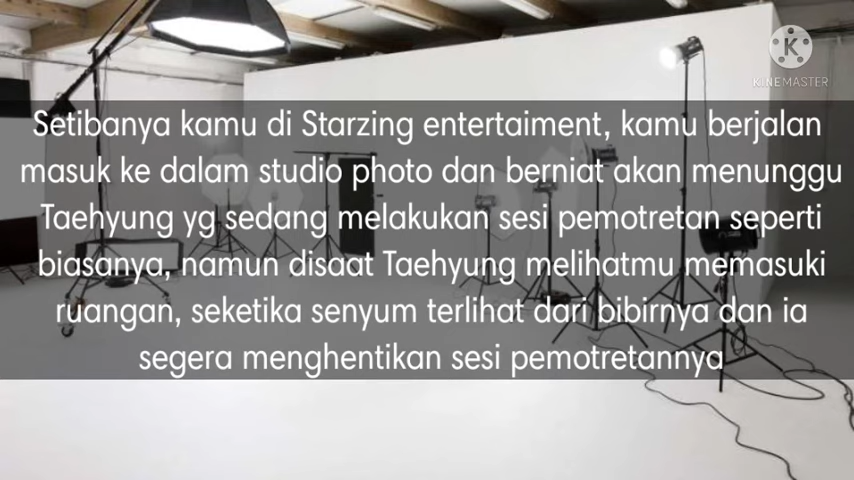 KINEMASTER
Setibanya kamu di Starzing entertaiment, kamu berjalan
masuk ke dalam studio photo dan berniat akan menunggu
Taehyung yg sedang melakukan sesi pemotretan seperti
biasanya, namun disaat Taehyung melihatmu memasuki
ruangan, seketika senyum terlihat dari bibirnya dan ia
segera menghentikan sesi pemotretannya